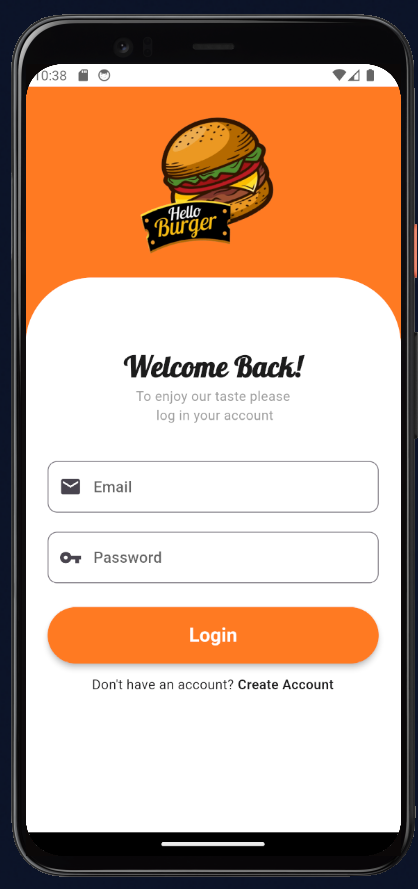 10:38
Hello
Burger
Welcome Back!
To enjoy our taste please
log in your account
Email
Password
Login
Don't have an account? Create Account